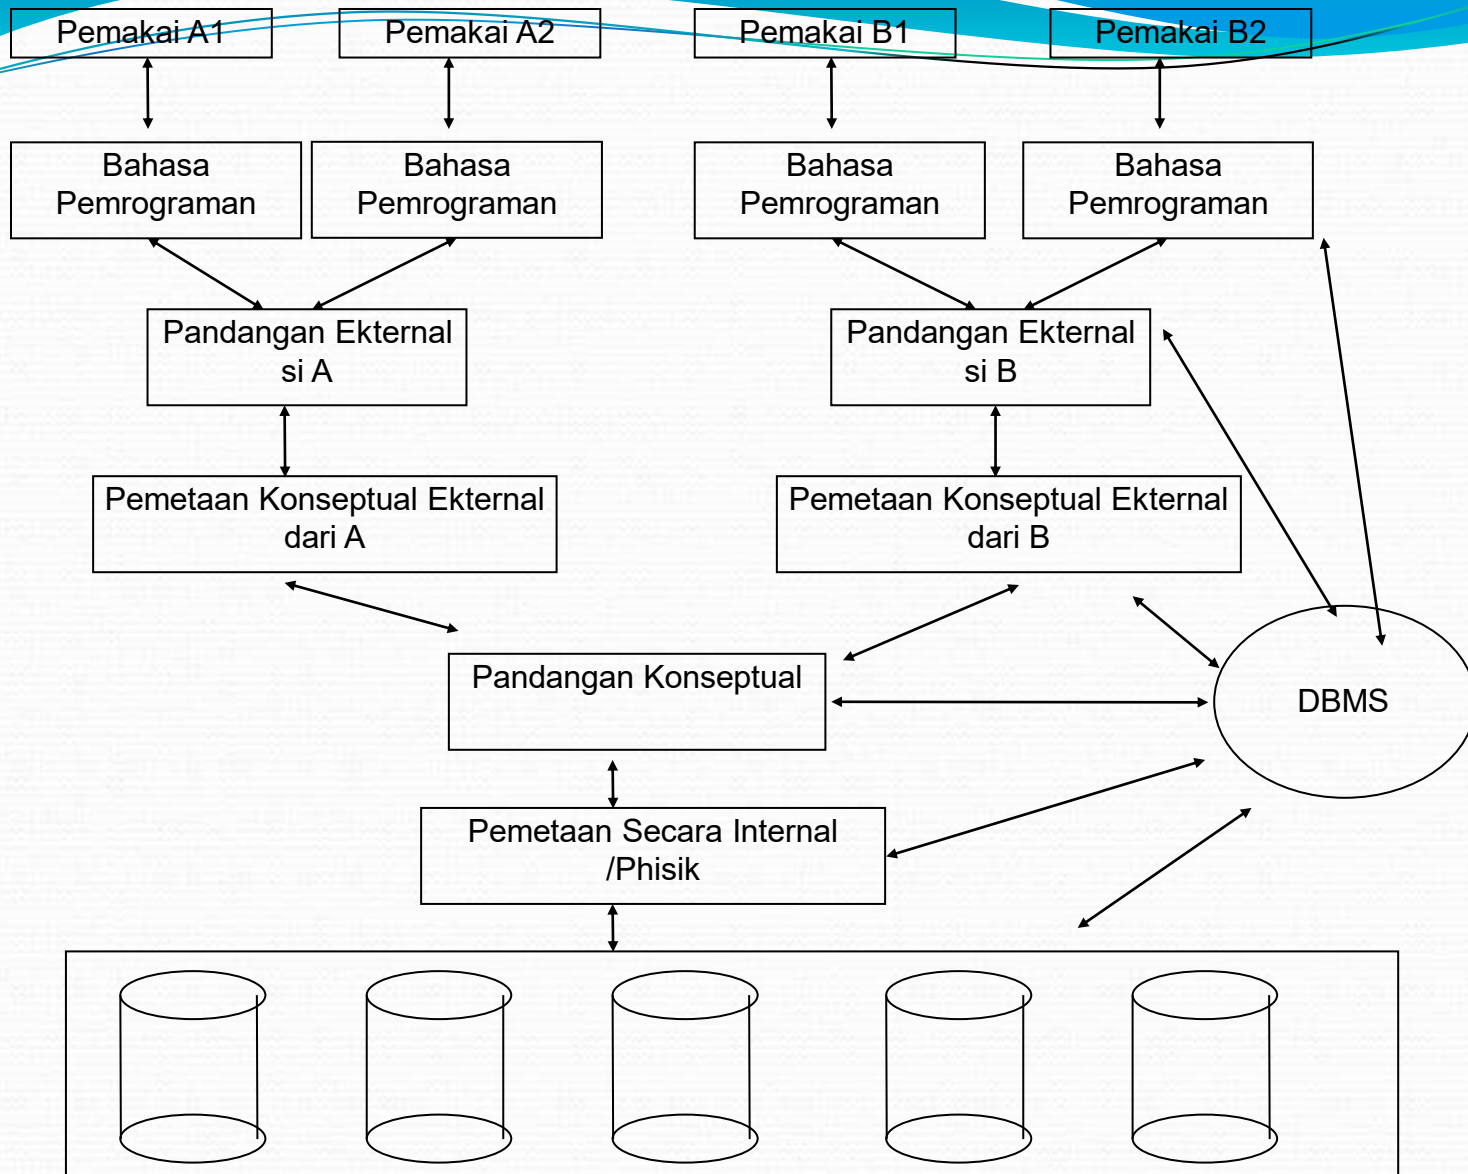 Pemakai A1
Pemakai A2
Pemakai B1
Pemakai B2
Bahasa
Pemrograman
Bahasa
Pemrograman
Bahasa
Pemrograman
Bahasa
Pemrograman
Pandangan Ekternal
si A
Pandangan Ekternal
si B
Pemetaan Konseptual Ekternal
dari A
Pemetaan Konseptual Ekternal
dari B
Pandangan Konseptual
DBMS
Pemetaan Secara Internal
/Phisik